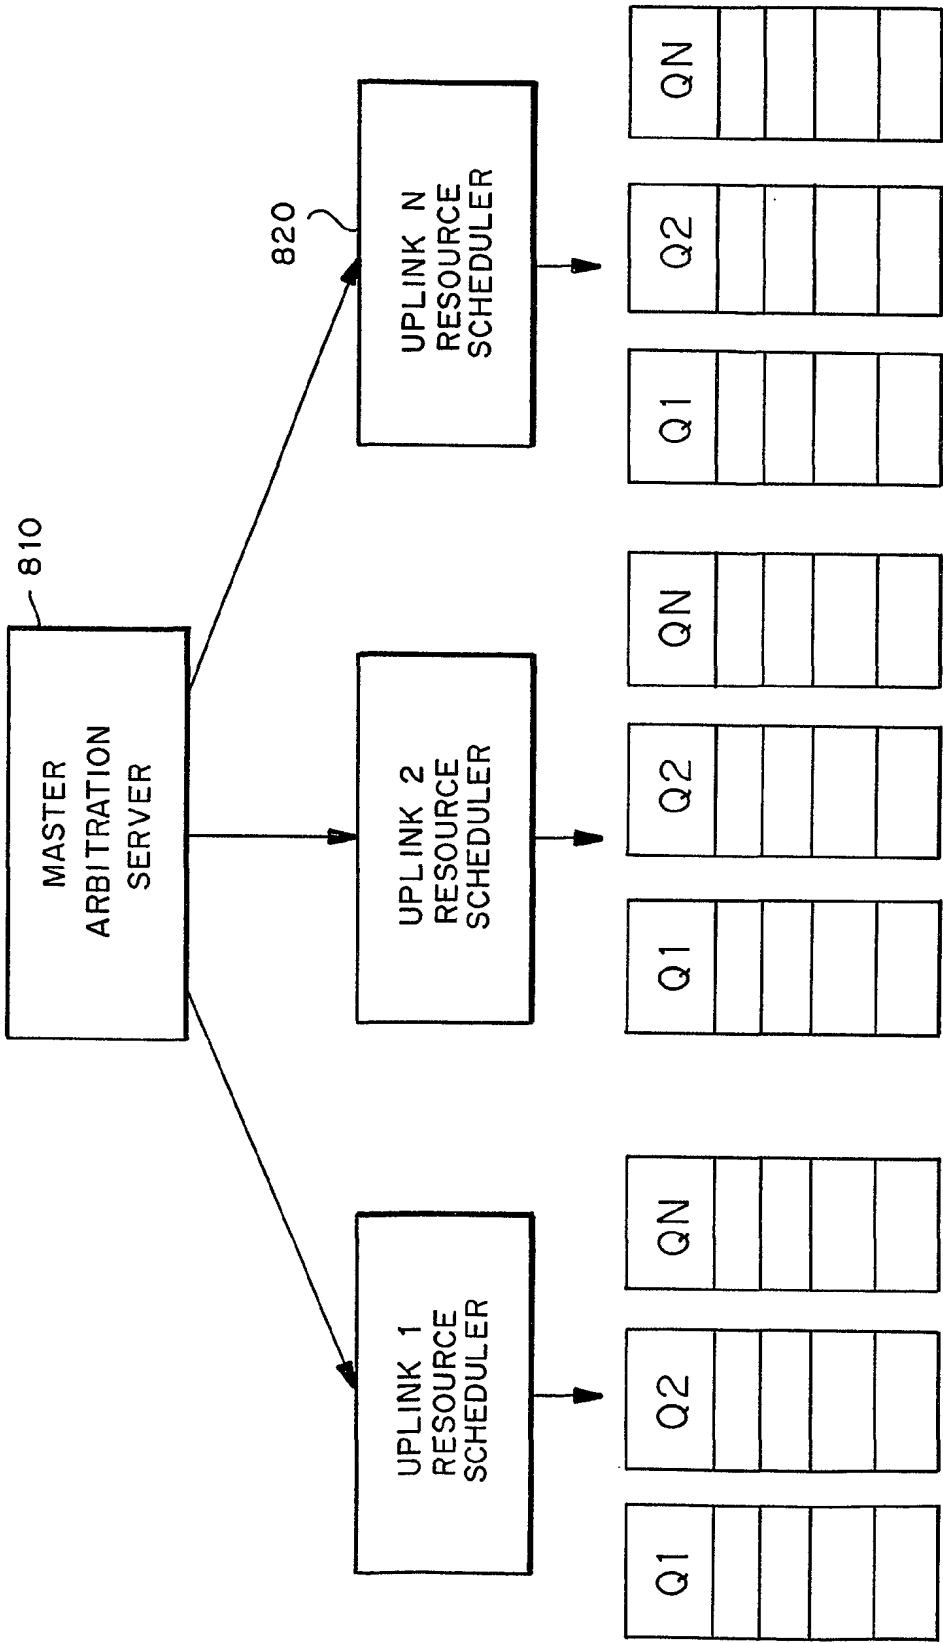 810
MASTER
ARBITRATION
SERVER
820
UPLINK 1
RESOURCE
SCHEDULER
UPLINK 2
RESOURCE
SCHEDULER
UPLINK N
RESOURCE
SCHEDULER
Q1
Q2
QN
Q1
Q2
QN
Q1
Q2
QN